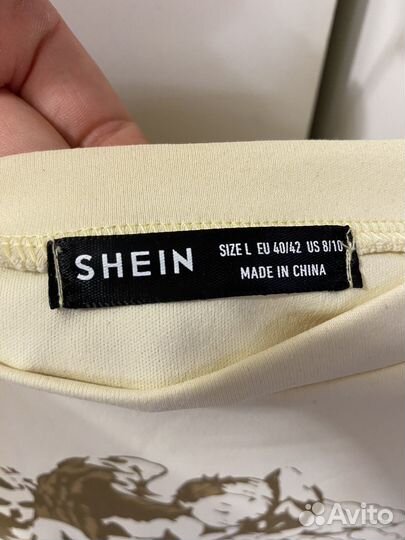 SHEIN
SIZE L EU 40/42 US 8/10
MADE IN CHINA
Avito